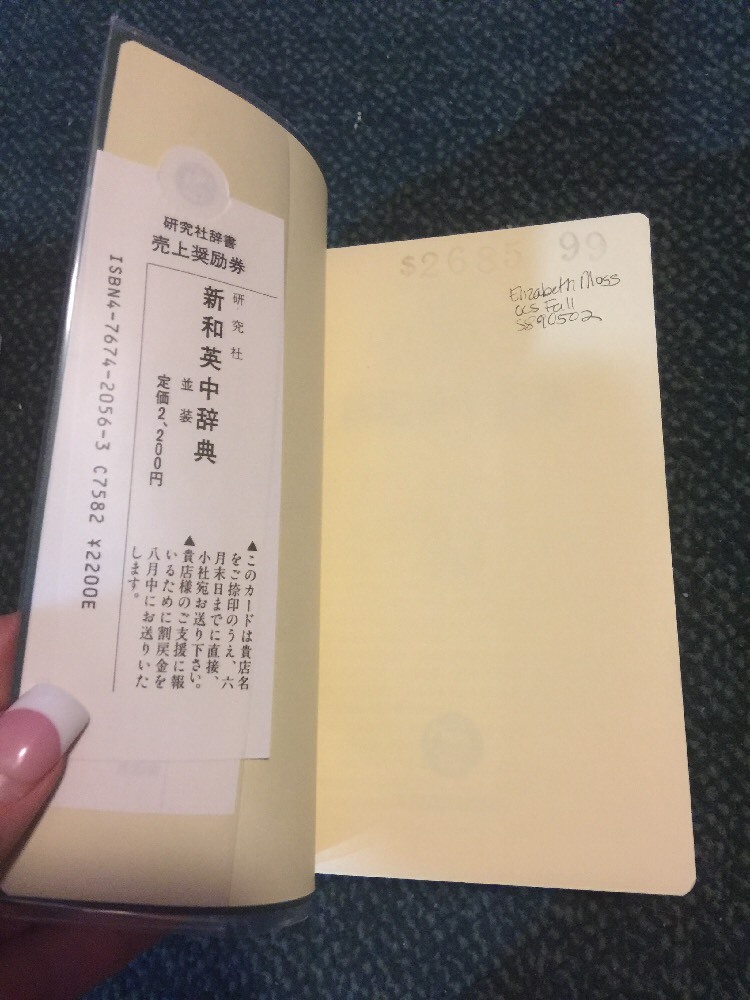 研究社辞書
売上奨励券
研究社
新和英中辞典
並装
定価2、200円
▲このカードは貴店名
をご捺印のうえ、六
月末日までに直接、
小社宛お送り下さい。
▲貴店様のご支援に報
いるために割戻金を
八月中にお送りいた
します。
ISBN4-7674-2056-3 C7582 ¥2200E
$2685 99
Elizabeth Moss
Fall